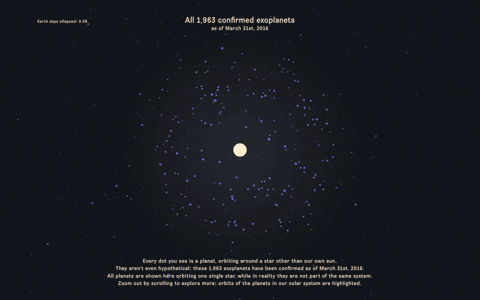 Earth days elapsed: 0.08
All 1,963 confirmed exoplanets
as of March 31st, 2016
Every dot you see is a planet, orbiting around a star other than our own sun.
They aren't even hypothetical: these 1,963 exoplanets have been confirmed as of March 31st, 2016.
All planets are shown here orbiting one single star, while in reality they are not part of the same system.
Zoom out by scrolling to explore more: orbits of the planets in our solar system are highlighted.